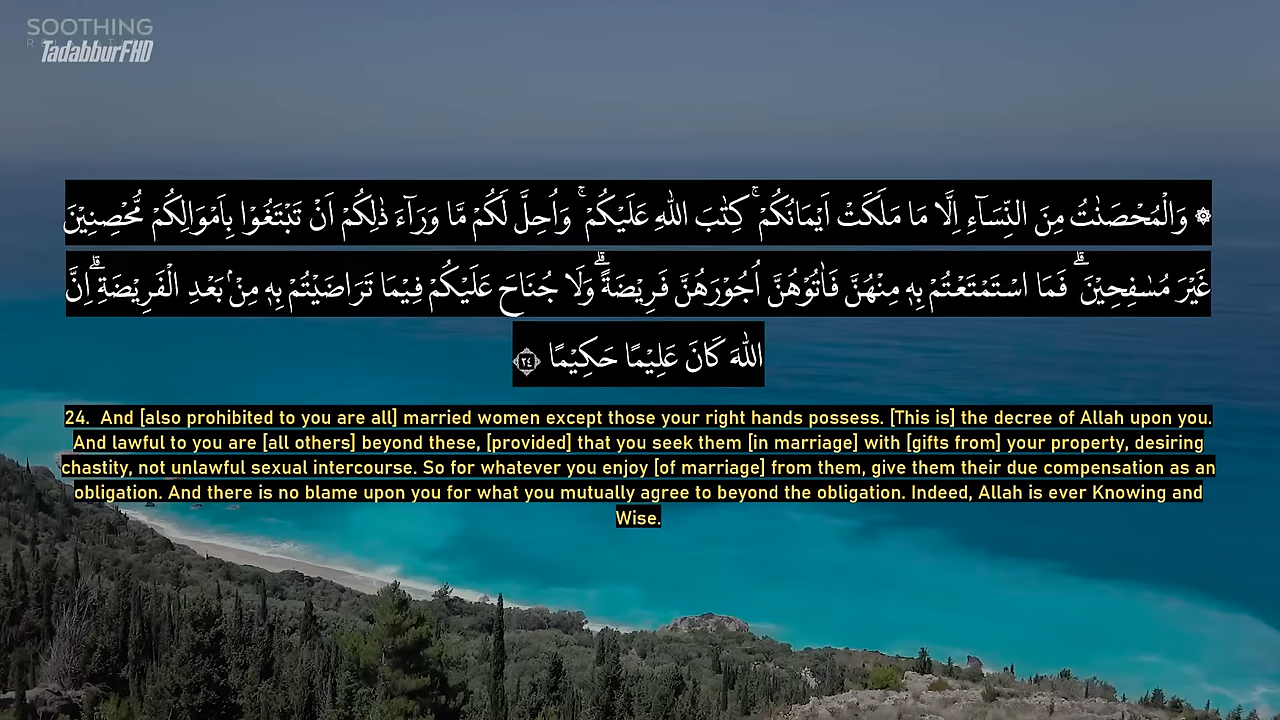 SOOTHING
TadabburFHD
۞ وَالْمُحْصَنٰتُ مِنَ النِّسَآءِ اِلَّا مَا مَلَكَتْ اَيْمَانُكُمْ ۚ كِتٰبَ اللّٰهِ عَلَيْكُمْ ۚ وَاُحِلَّ لَكُمْ مَّا وَرَآءَ ذٰلِكُمْ اَنْ تَبْتَغُوْا بِاَمْوَالِكُمْ مُّحْصِنِيْنَ
غَيْرَ مُسٰفِحِيْنَ ۗ فَمَا اسْتَمْتَعْتُمْ بِهٖ مِنْهُنَّ فَاٰتُوْهُنَّ اُجُوْرَهُنَّ فَرِيْضَةً ۗ وَلَا جُنَاحَ عَلَيْكُمْ فِيْمَا تَرَاضَيْتُمْ بِهٖ مِنْۢ بَعْدِ الْفَرِيْضَةِ ۗ اِنَّ
اللّٰهَ كَانَ عَلِيْمًا حَكِيْمًا ۝٢٤
24. And [also prohibited to you are all] married women except those your right hands possess. [This is] the decree of Allah upon you.
And lawful to you are [all others] beyond these, [provided] that you seek them [in marriage] with [gifts from] your property, desiring
chastity, not unlawful sexual intercourse. So for whatever you enjoy [of marriage] from them, give them their due compensation as an
obligation. And there is no blame upon you for what you mutually agree to beyond the obligation. Indeed, Allah is ever Knowing and
Wise.